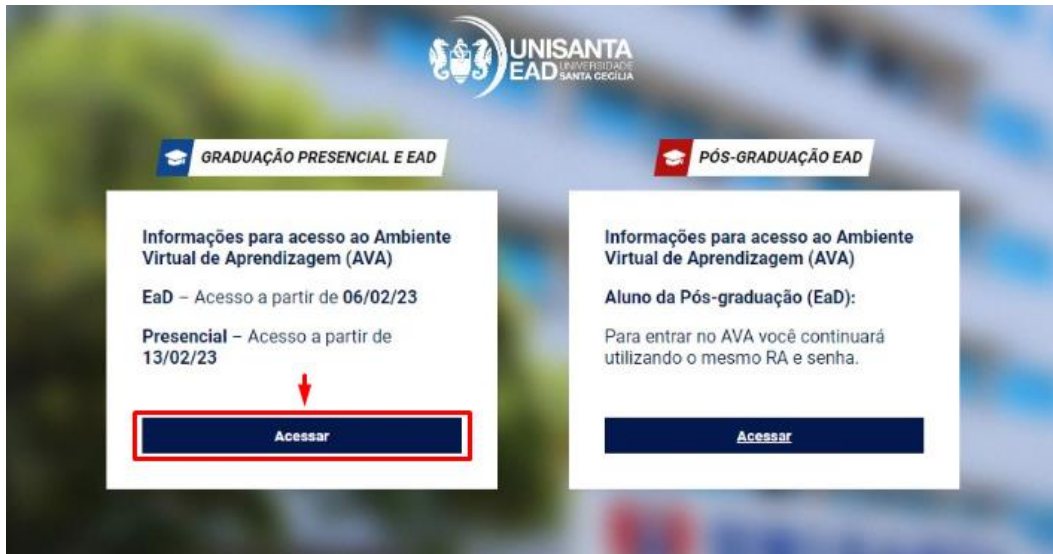 UNISANTA
EAD UNIVERSIDADE
SANTA CECÍLIA
GRADUAÇÃO PRESENCIAL E EAD
Informações para acesso ao Ambiente
Virtual de Aprendizagem (AVA)
EaD – Acesso a partir de 06/02/23
Presencial – Acesso a partir de
13/02/23
Acessar
PÓS-GRADUAÇÃO EAD
Informações para acesso ao Ambiente
Virtual de Aprendizagem (AVA)
Aluno da Pós-graduação (EaD):
Para entrar no AVA você continuará
utilizando o mesmo RA e senha.
Acessar